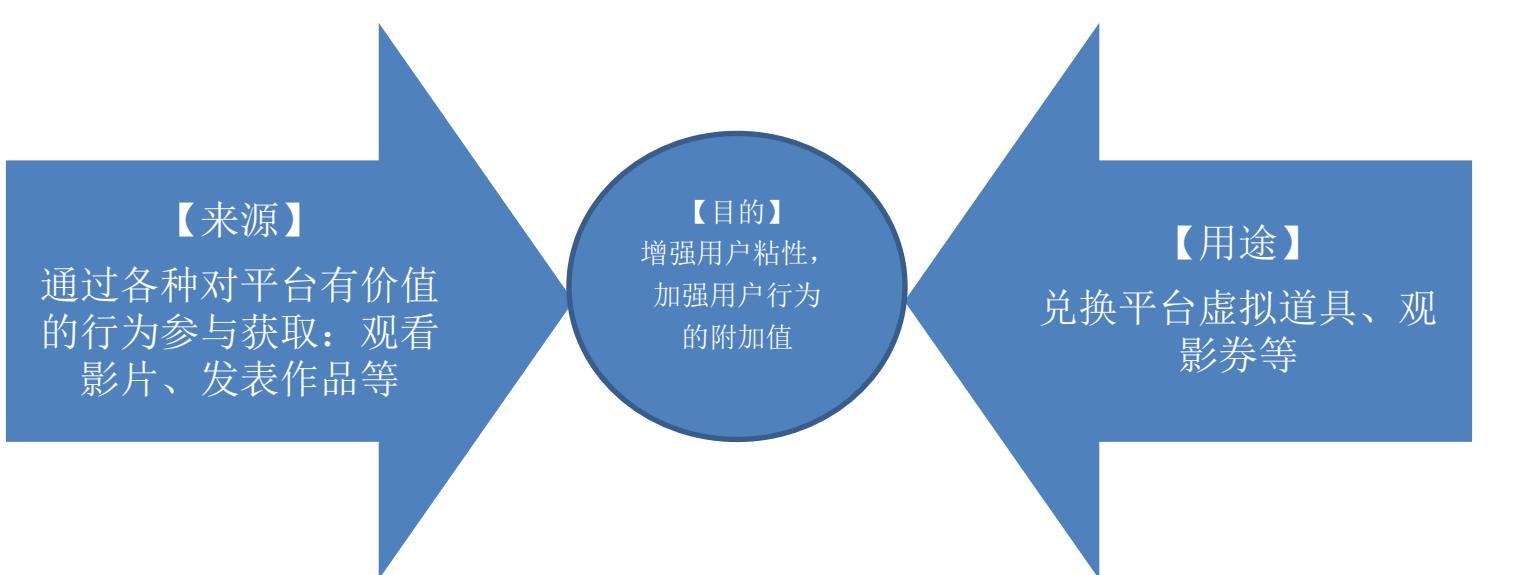 【来源】
通过各种对平台有价值
的行为参与获取：观看
影片、发表作品等
【目的】
增强用户粘性，
加强用户行为
的附加值
【用途】
兑换平台虚拟道具、观
影券等